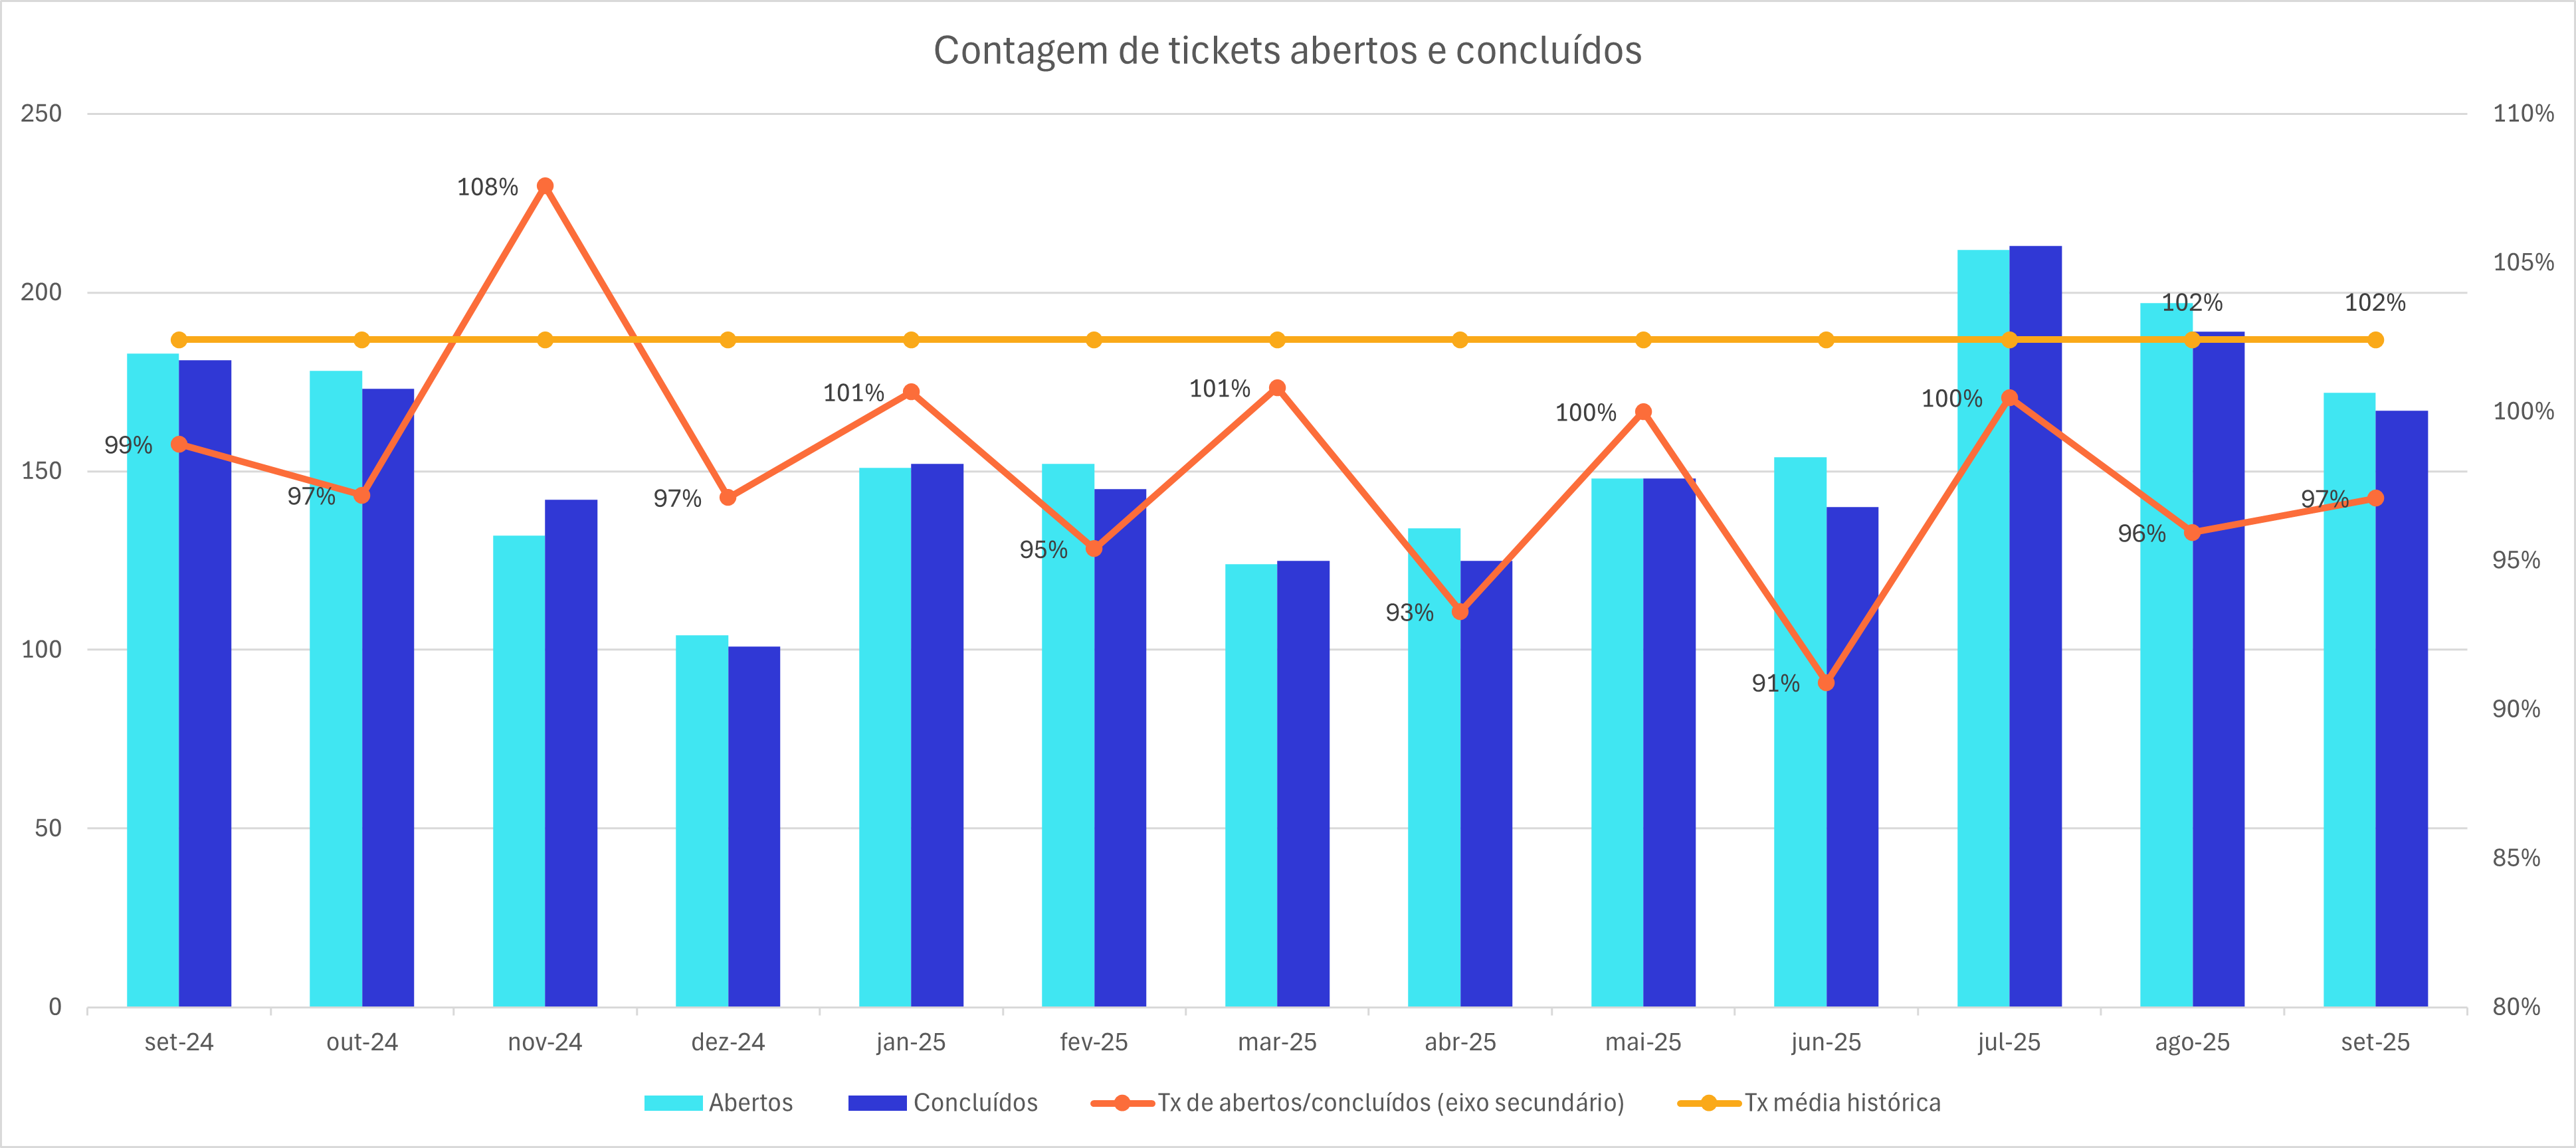 Contagem de tickets abertos e concluídos
250
200
150
100
50
0
110%
105%
100%
95%
90%
85%
80%
99%
97%
108%
97%
101%
95%
101%
93%
100%
91%
100%
96%
97%
102%
102%
set-24
out-24
nov-24
dez-24
jan-25
fev-25
mar-25
abr-25
mai-25
jun-25
jul-25
ago-25
set-25
Abertos
Concluídos
Tx de abertos/concluídos (eixo secundário)
Tx média histórica